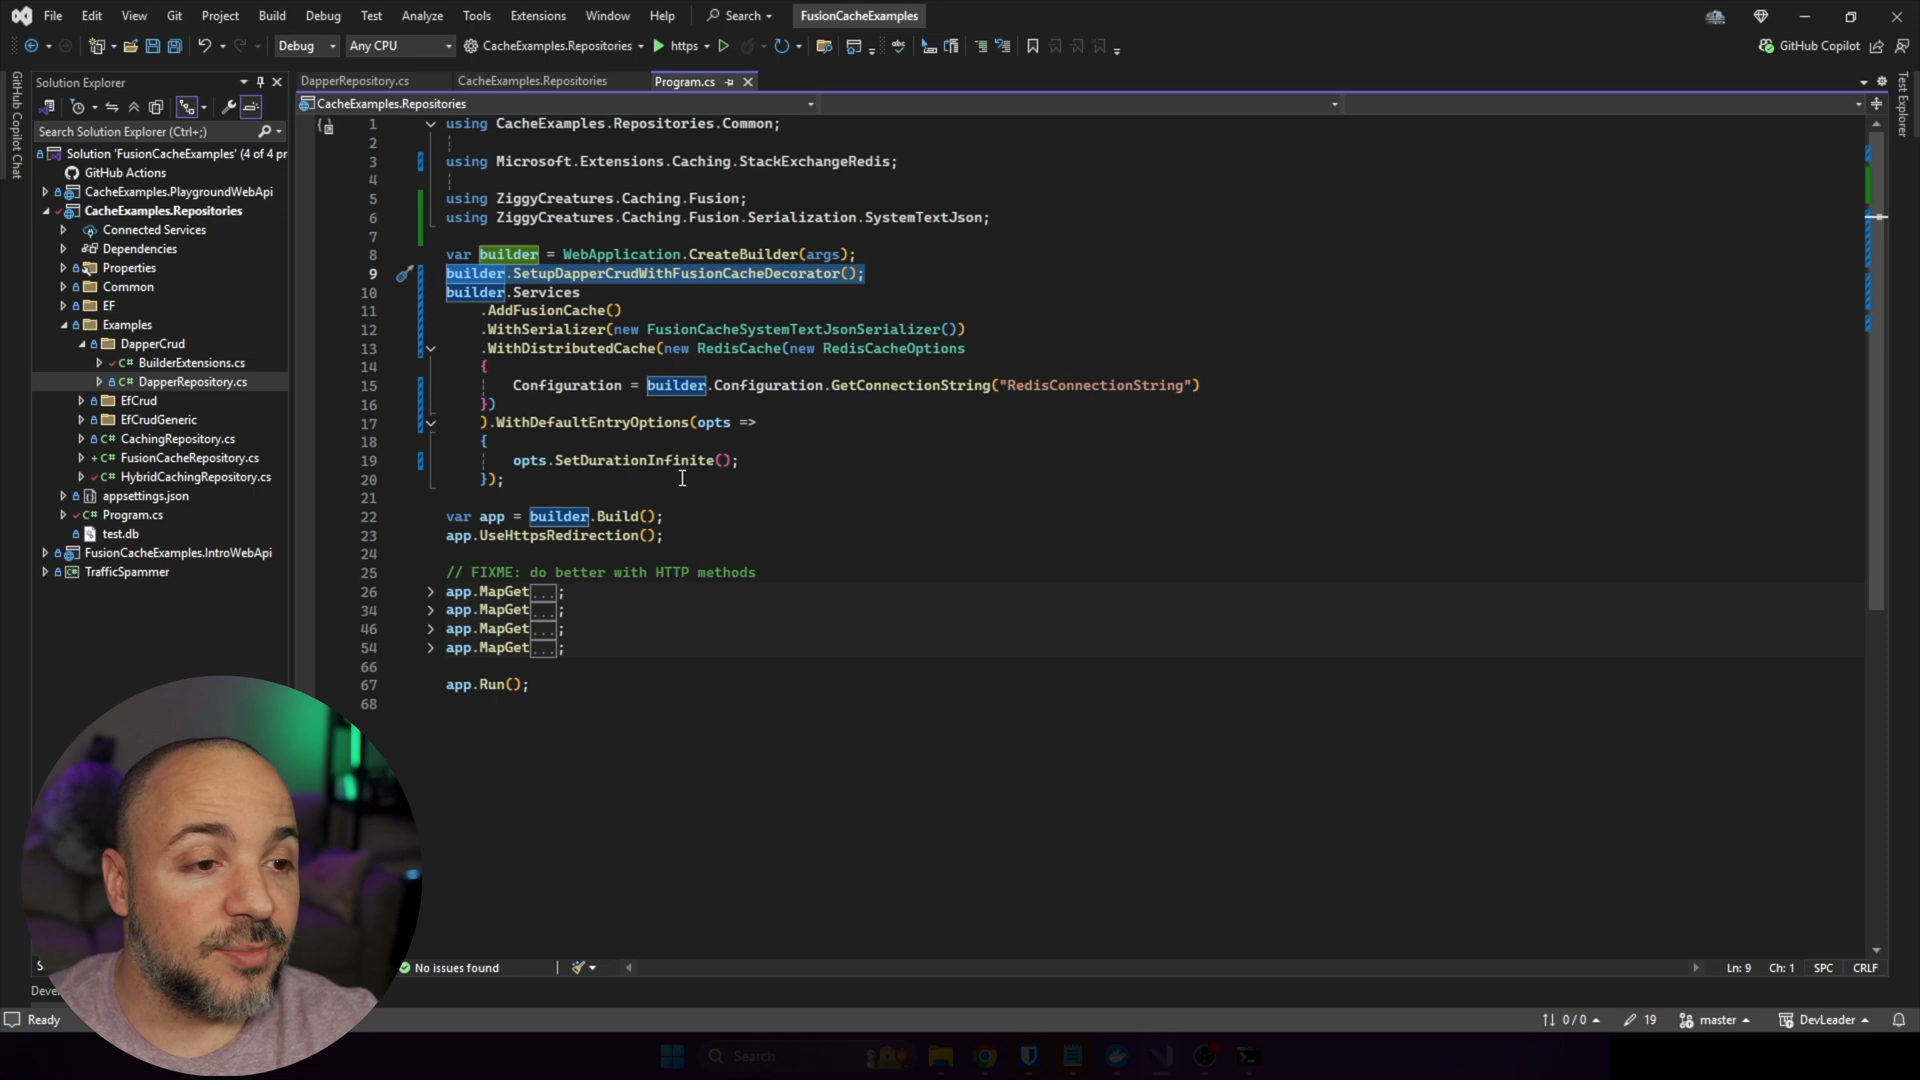 File Edit View Git Project Build Debug Test Analyze Tools Extensions Window Help Search FusionCacheExamples
Debug Any CPU CacheExamples.Repositories https GitHub Copilot
GitHub Copilot Chat
Solution Explorer
Search Solution Explorer (Ctrl+;)
Solution 'FusionCacheExamples' (4 of 4 pr
GitHub Actions
CacheExamples.PlaygroundWebApi
CacheExamples.Repositories
Connected Services
Dependencies
Properties
Common
EF
Examples
DapperCrud
C# BuilderExtensions.cs
C# DapperRepository.cs
EfCrud
EfCrudGeneric
C# CachingRepository.cs
C# FusionCacheRepository.cs
C# HybridCachingRepository.cs
appsettings.json
C# Program.cs
test.db
FusionCacheExamples.IntroWebApi
TrafficSpammer
DapperRepository.cs CacheExamples.Repositories Program.cs
CacheExamples.Repositories
1 using CacheExamples.Repositories.Common;
2
3 using Microsoft.Extensions.Caching.StackExchangeRedis;
4
5 using ZiggyCreatures.Caching.Fusion;
6 using ZiggyCreatures.Caching.Fusion.Serialization.SystemTextJson;
7
8 var builder = WebApplication.CreateBuilder(args);
9 builder.SetupDapperCrudWithFusionCacheDecorator();
10 builder.Services
11 .AddFusionCache()
12 .WithSerializer(new FusionCacheSystemTextJsonSerializer())
13 .WithDistributedCache(new RedisCache(new RedisCacheOptions
14 {
15 Configuration = builder.Configuration.GetConnectionString("RedisConnectionString")
16 })
17 ).WithDefaultEntryOptions(opts =>
18 {
19 opts.SetDurationInfinite();
20 });
21
22 var app = builder.Build();
23 app.UseHttpsRedirection();
24
25 // FIXME: do better with HTTP methods
26 app.MapGet...;
34 app.MapGet...;
46 app.MapGet...;
54 app.MapGet...;
66
67 app.Run();
68
Test Explorer
No issues found Ln: 9 Ch: 1 SPC CRLF
Ready 0 / 0 19 master DevLeader
Search